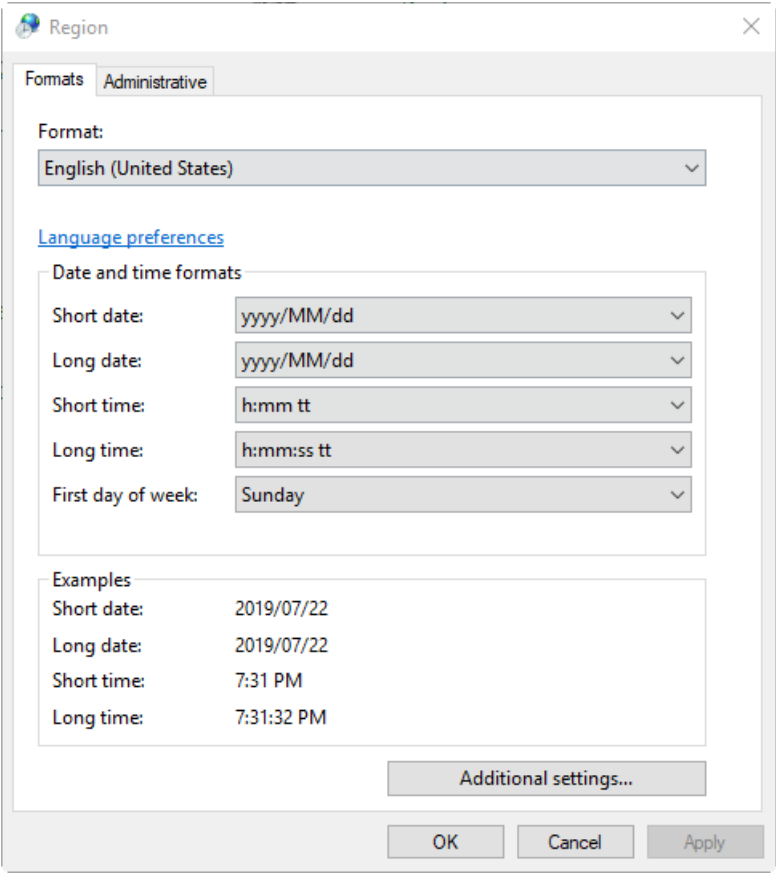 Region
Formats
Administrative
Format:
English (United States)
Language preferences
Date and time formats
Short date: yyyy/MM/dd
Long date: yyyy/MM/dd
Short time: h:mm tt
Long time: h:mm:ss tt
First day of week: Sunday
Examples
Short date: 2019/07/22
Long date: 2019/07/22
Short time: 7:31 PM
Long time: 7:31:32 PM
Additional settings...
OK Cancel Apply